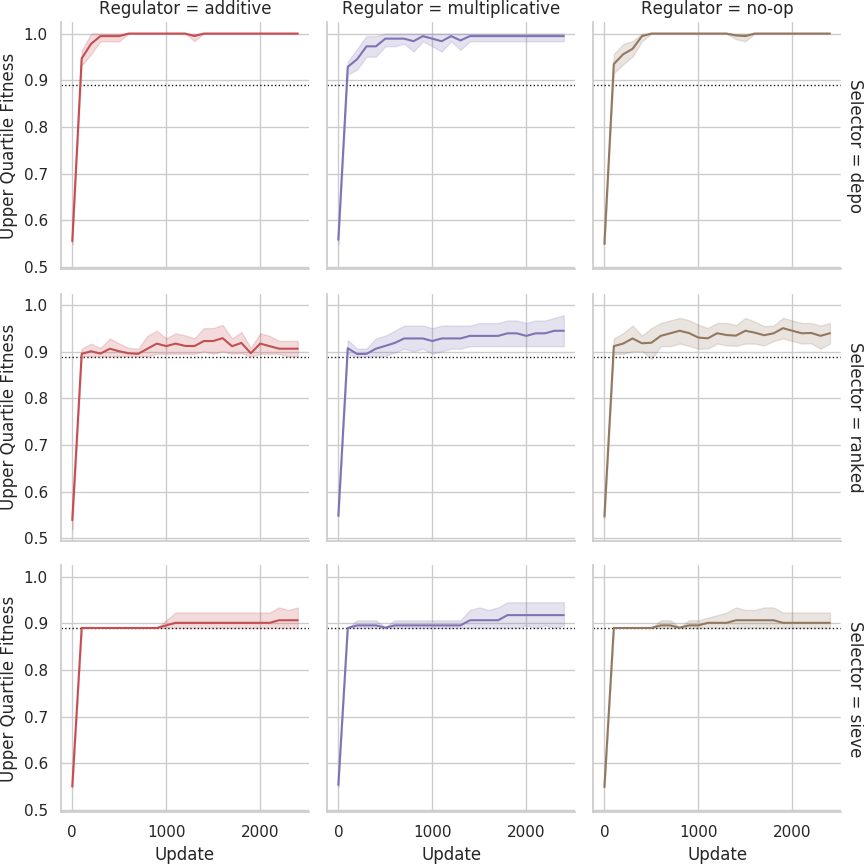 Regulator = additive
Regulator = multiplicative
Regulator = no-op
1.0
0.9
0.8
0.7
0.6
0.5
Upper Quartile Fitness
Selector = depo
1.0
0.9
0.8
0.7
0.6
0.5
Upper Quartile Fitness
Selector = ranked
1.0
0.9
0.8
0.7
0.6
0.5
Upper Quartile Fitness
Selector = sieve
0 1000 2000
0 1000 2000
0 1000 2000
Update
Update
Update